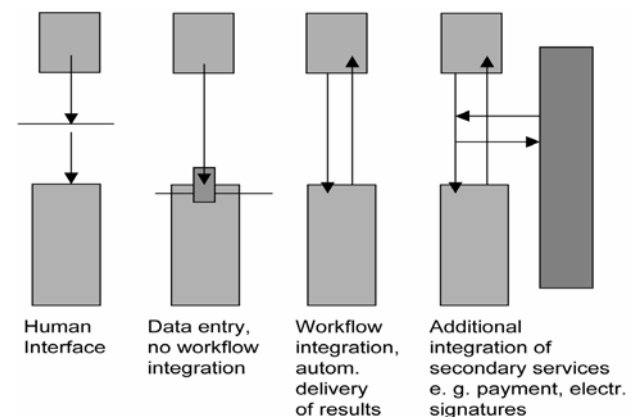 Human
Interface
Data entry,
no workflow
integration
Workflow
integration,
autom.
delivery
of results
Additional
integration of
secondary services
e. g. payment, electr.
signatures